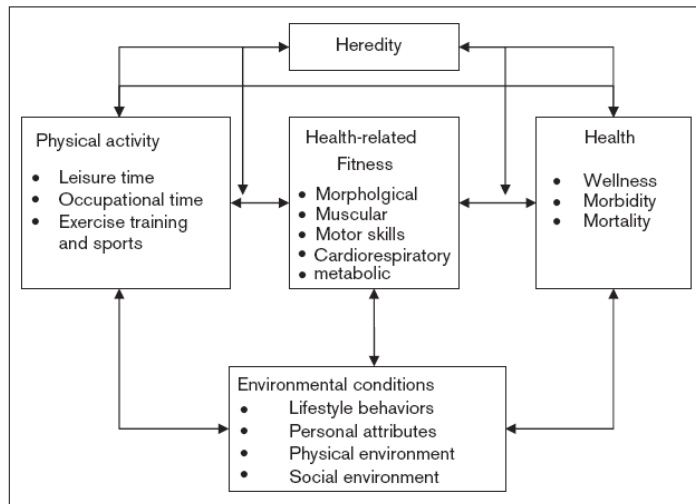 Heredity
Physical activity
• Leisure time
• Occupational time
• Exercise training
and sports
Health-related
Fitness
• Morpholgical
• Muscular
• Motor skills
• Cardiorespiratory
• metabolic
Health
• Wellness
• Morbidity
• Mortality
Environmental conditions
• Lifestyle behaviors
• Personal attributes
• Physical environment
• Social environment